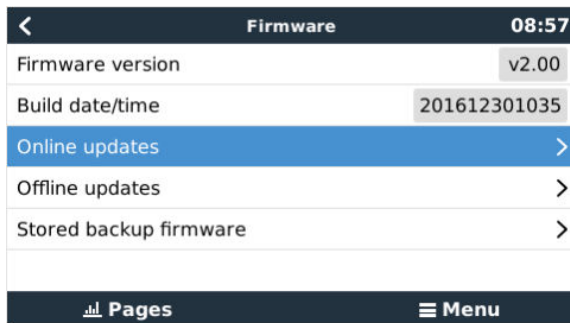 Firmware 08:57
Firmware version v2.00
Build date/time 201612301035
Online updates
Offline updates
Stored backup firmware
Pages Menu